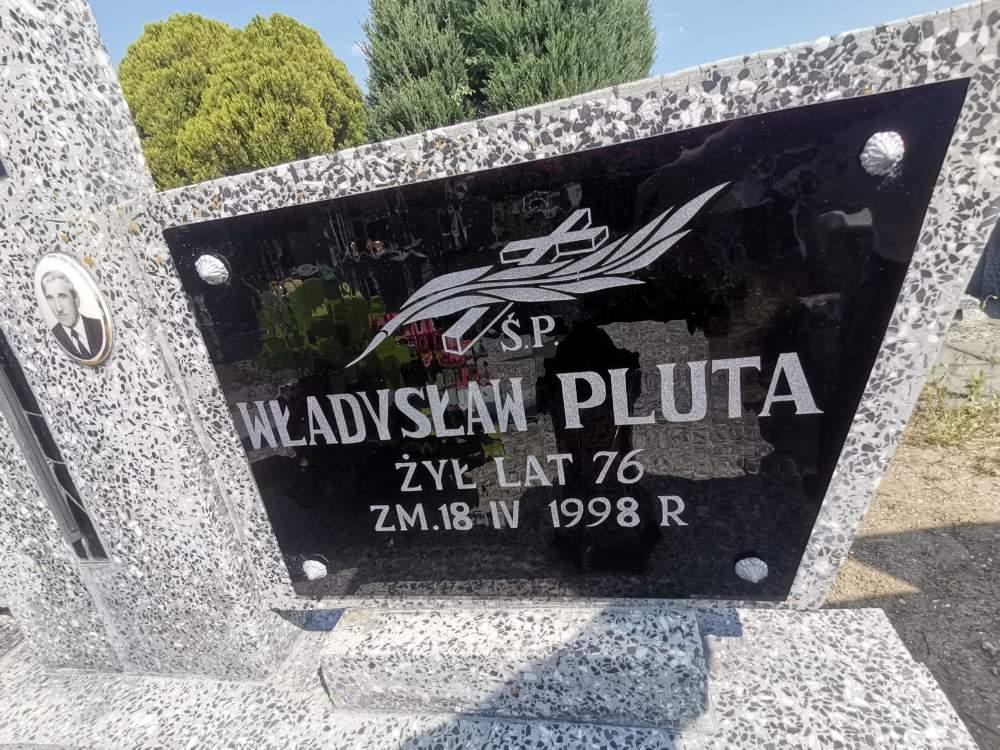 Ś.P.
WŁADYSŁAW PLUTA
ŻYŁ LAT 76
ZM.18 IV 1998 R